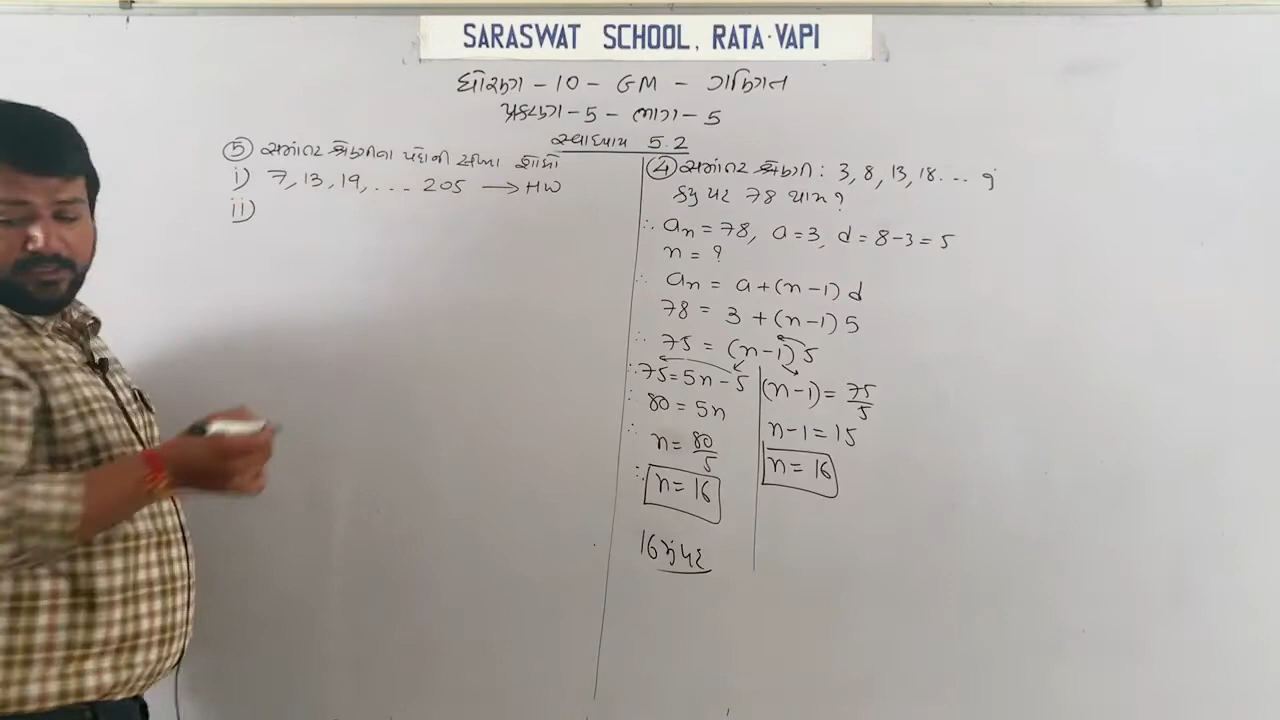 SARASWAT SCHOOL, RATA-VAPI
ધોરણ - 10 - GM - ગણિત
પ્રકરણ - 5 - ભાગ - 5
સ્વાધ્યાય 5.2
⑤ સમાંતર શ્રેણીના પદોની સંખ્યા શોધો
i) 7, 13, 19, ... 205 → HW
ii)
④ સમાંતર શ્રેણી : 3, 8, 13, 18 ... નું
કયું પદ 78 થાય ?
∴ aₙ = 78, a = 3, d = 8 - 3 = 5
n = ?
∴ aₙ = a + (n - 1) d
78 = 3 + (n - 1) 5
∴ 75 = (n - 1) 5
∴ 75 = 5n - 5
∴ 80 = 5n
∴ n = 80/5
∴ n = 16
16મું પદ
(n - 1) = 75/5
n - 1 = 15
n = 16